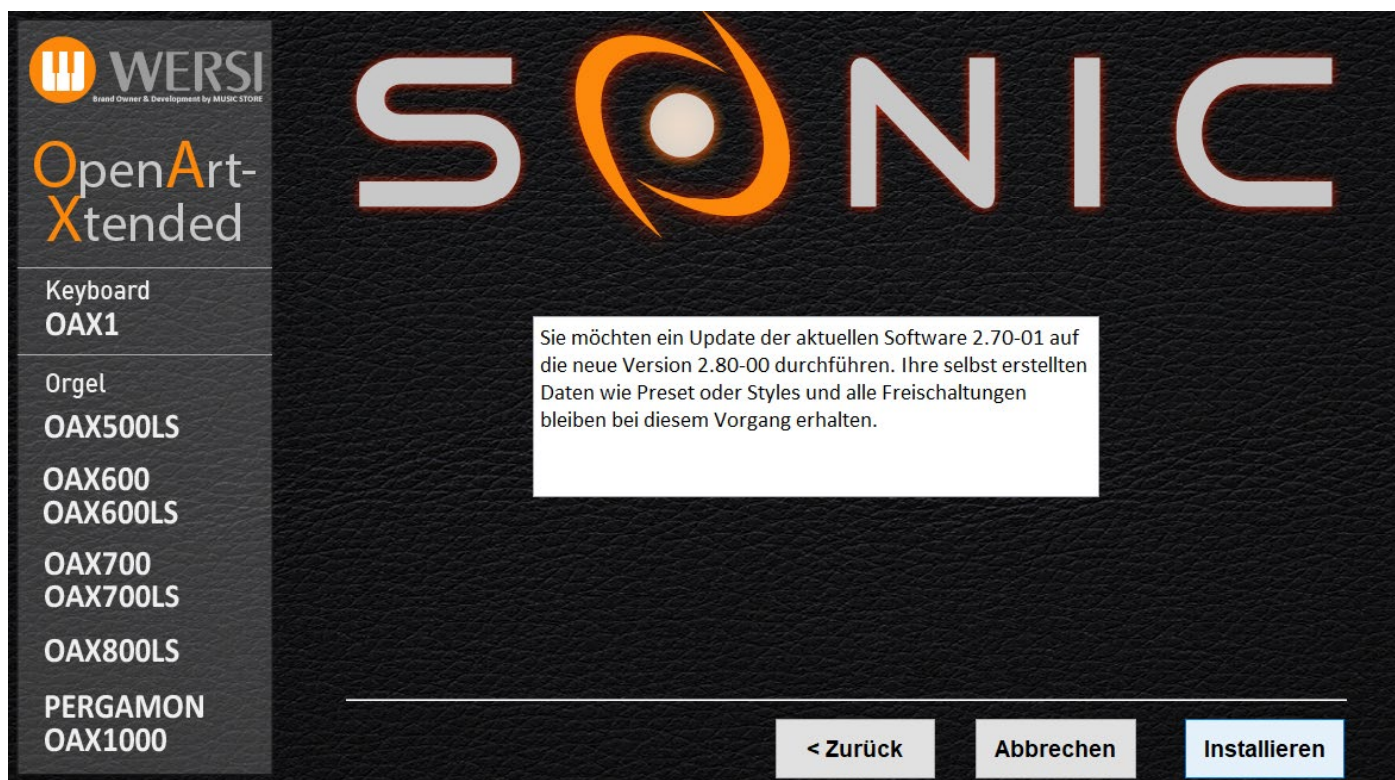 WERSI
Brand Owner & Development by MUSIC STORE
OpenArt-
Xtended
Keyboard
OAX1
Orgel
OAX500LS
OAX600
OAX600LS
OAX700
OAX700LS
OAX800LS
PERGAMON
OAX1000
SONIC
Sie möchten ein Update der aktuellen Software 2.70-01 auf
die neue Version 2.80-00 durchführen. Ihre selbst erstellten
Daten wie Preset oder Styles und alle Freischaltungen
bleiben bei diesem Vorgang erhalten.
< Zurück
Abbrechen
Installieren